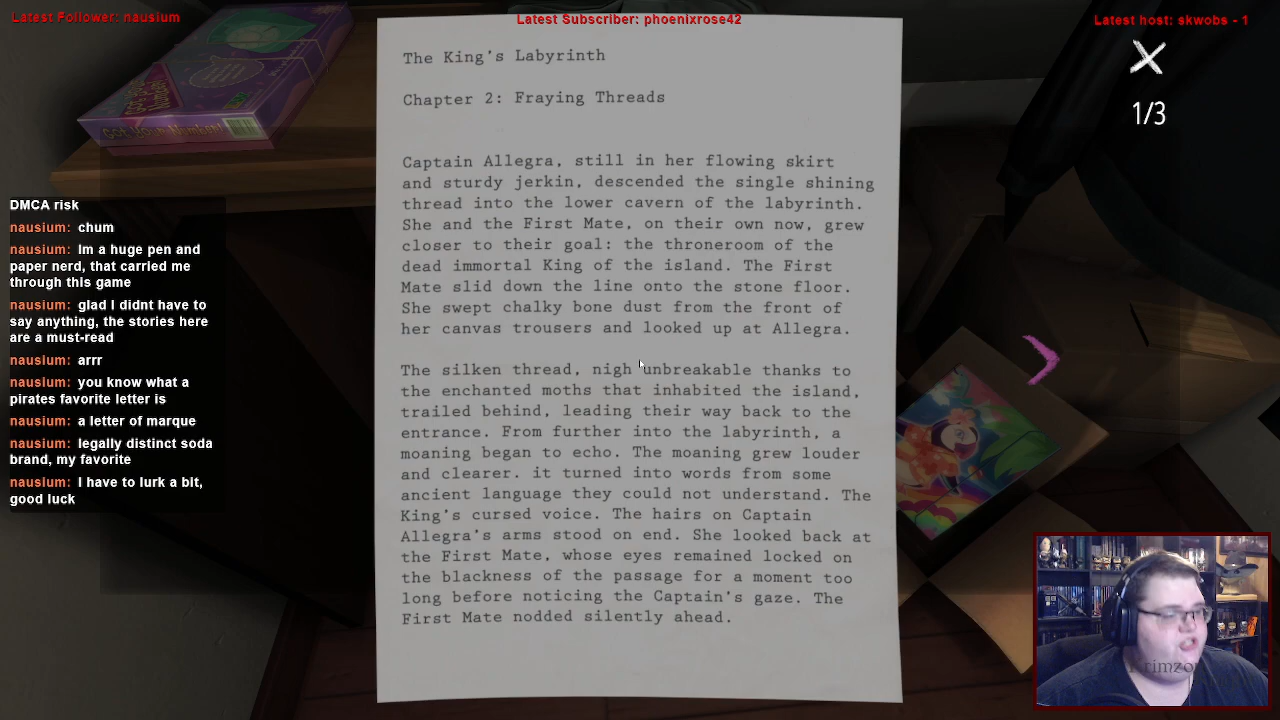 Latest Follower: nausium
Latest Subscriber: phoenixrose42
Latest host: skwobs - 1
1/3
Got Your Number!
The King's Labyrinth
Chapter 2: Fraying Threads
Captain Allegra, still in her flowing skirt
and sturdy jerkin, descended the single shining
thread into the lower cavern of the labyrinth.
She and the First Mate, on their own now, grew
closer to their goal: the throneroom of the
dead immortal King of the island. The First
Mate slid down the line onto the stone floor.
She swept chalky bone dust from the front of
her canvas trousers and looked up at Allegra.
The silken thread, nigh unbreakable thanks to
the enchanted moths that inhabited the island,
trailed behind, leading their way back to the
entrance. From further into the labyrinth, a
moaning began to echo. The moaning grew louder
and clearer. it turned into words from some
ancient language they could not understand. The
King's cursed voice. The hairs on Captain
Allegra's arms stood on end. She looked back at
the First Mate, whose eyes remained locked on
the blackness of the passage for a moment too
long before noticing the Captain's gaze. The
First Mate nodded silently ahead.
DMCA risk
nausium: chum
nausium: Im a huge pen and
paper nerd, that carried me
through this game
nausium: glad I didnt have to
say anything, the stories here
are a must-read
nausium: arrr
nausium: you know what a
pirates favorite letter is
nausium: a letter of marque
nausium: legally distinct soda
brand, my favorite
nausium: I have to lurk a bit,
good luck